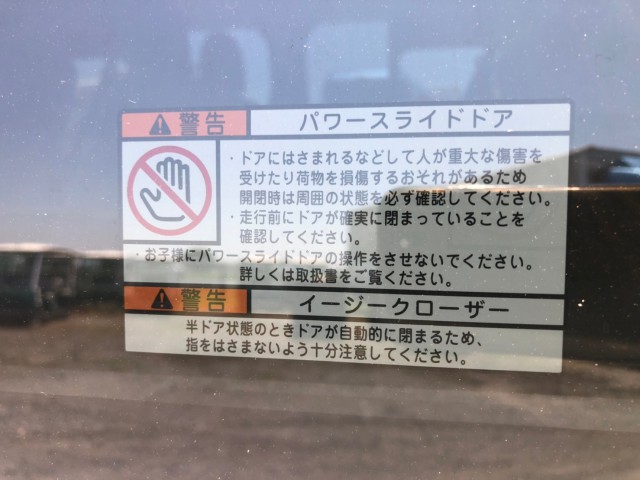 警告 パワースライドドア
・ドアにはさまれるなどして人が重大な傷害を
受けたり荷物を損傷するおそれがあるため
開閉時は周囲の状態を必ず確認してください。
・走行前にドアが確実に閉まっていることを
確認してください。
・お子様にパワースライドドアの操作をさせないでください。
詳しくは取扱書をご覧ください。
警告 イージークローザー
半ドア状態のときドアが自動的に閉まるため、
指をはさまないよう十分注意してください。